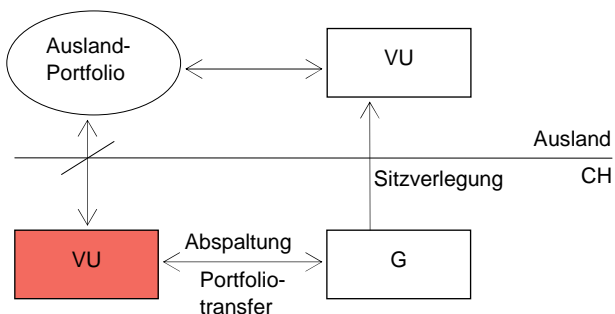 Ausland-
Portfolio
VU
Ausland
CH
Sitzverlegung
VU
Abspaltung
Portfolio-
transfer
G